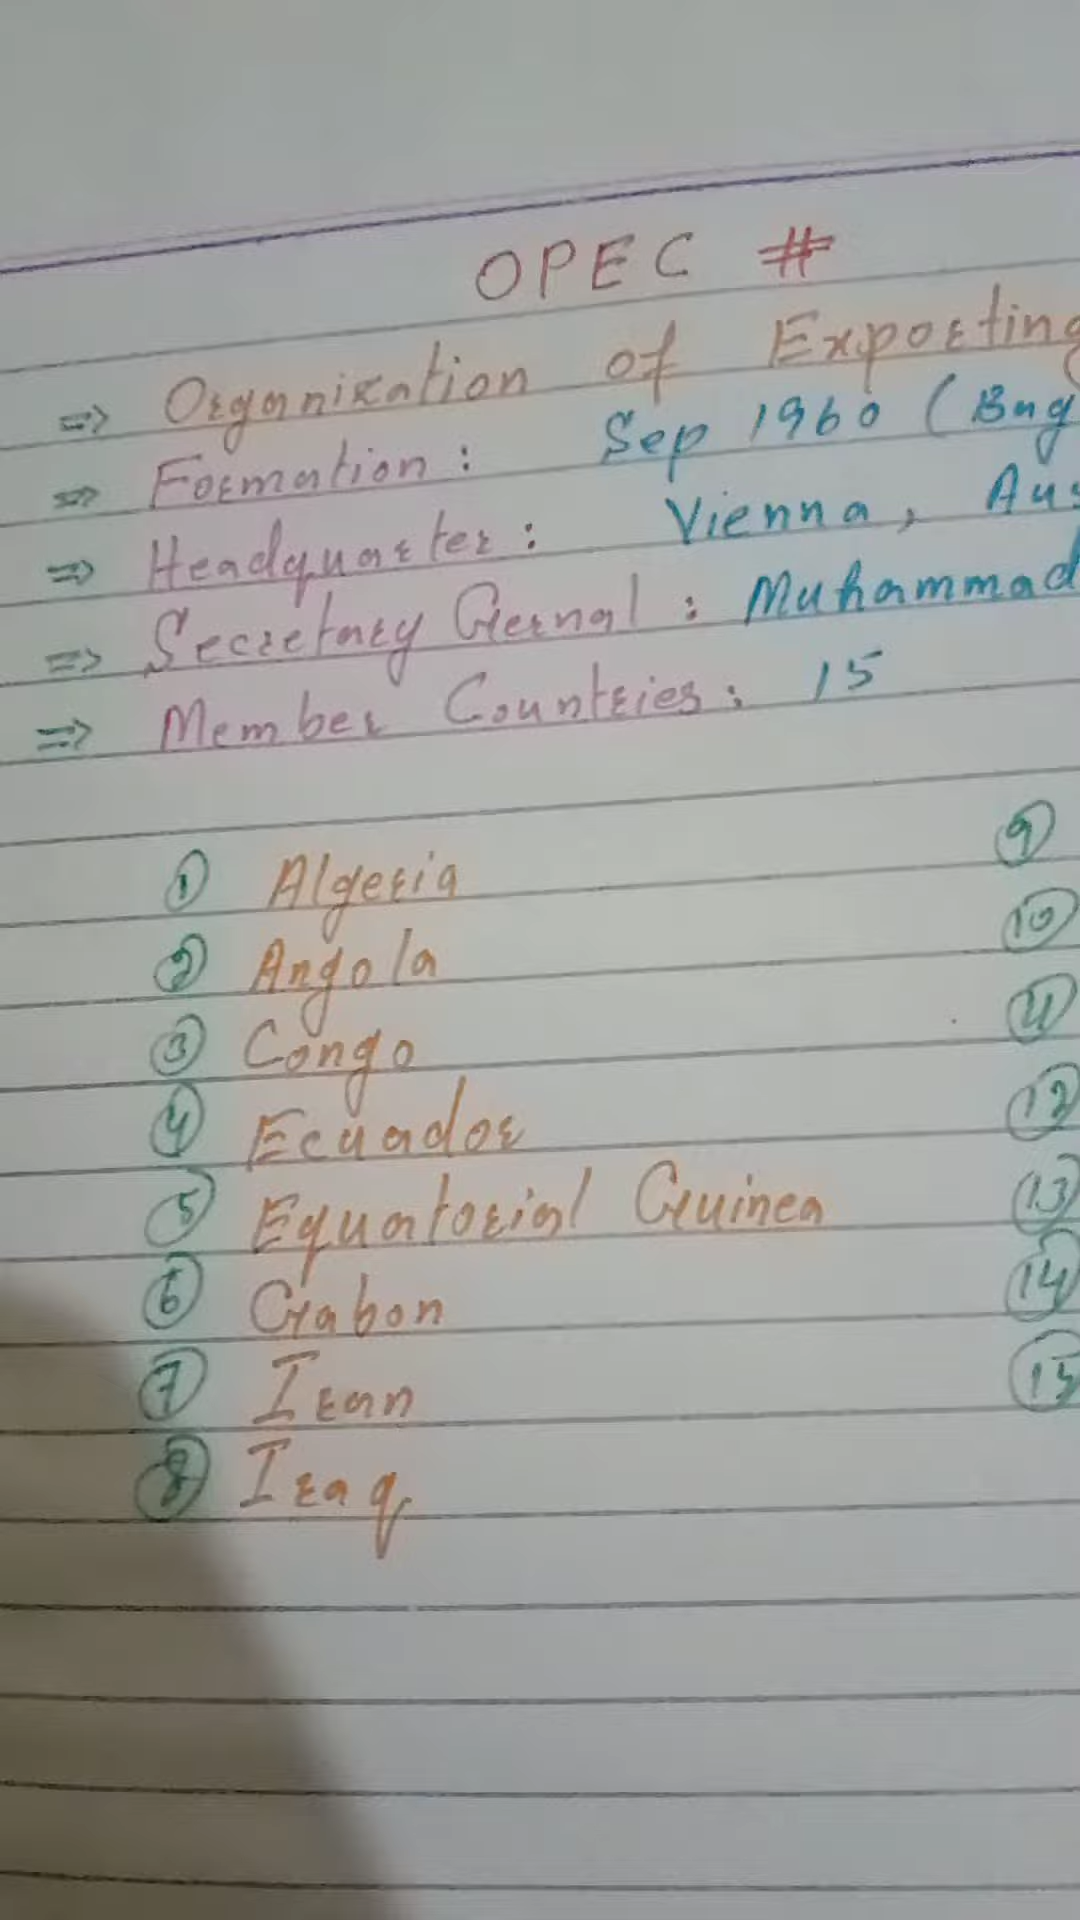 OPEC #
⇒ Organization of Exporting
⇒ Formation : Sep 1960 (Bag
⇒ Headquarter : Vienna, Aus
⇒ Secretary Gernal : Muhammad
⇒ Member Countries : 15
① Algeria ⑨
② Angola ⑩
③ Congo ⑪
④ Ecuador ⑫
⑤ Equatorial Guinea ⑬
⑥ Gabon ⑭
⑦ Iran ⑮
⑧ Iraq